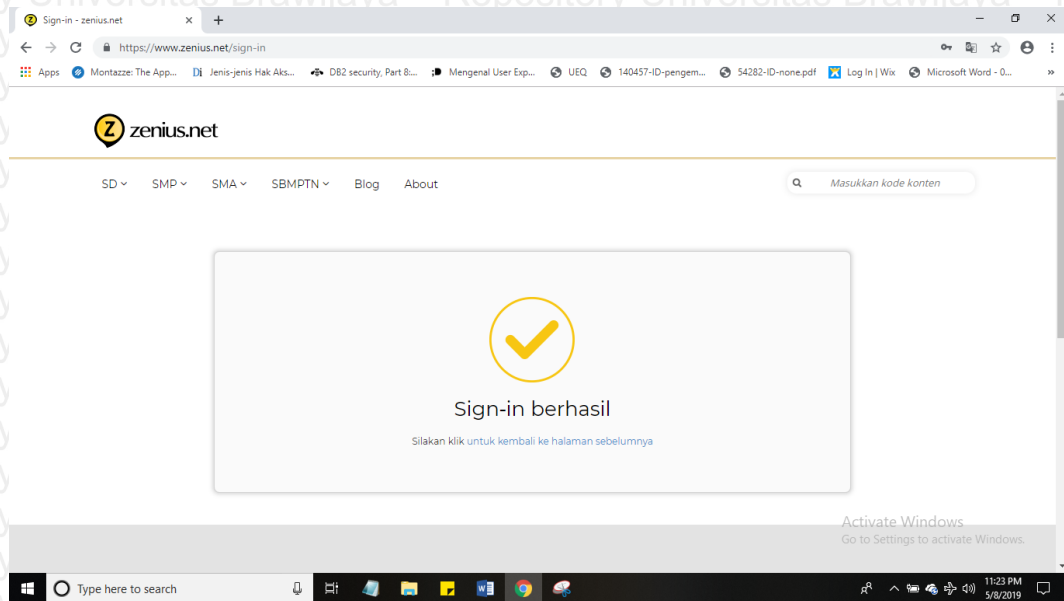 Universitas Brawijaya Repository Universitas Brawijaya
Sign-in - zenius.net
https://www.zenius.net/sign-in
Apps Montazze: The App... Jenis-jenis Hak Aks... DB2 security, Part 8:... Mengenal User Exp... UEQ 140457-ID-pengem... 54282-ID-none.pdf Log In | Wix Microsoft Word - 0... »
zenius.net
SD SMP SMA SBMPTN Blog About Masukkan kode konten
Sign-in berhasil
Silakan klik untuk kembali ke halaman sebelumnya
Activate Windows
Go to Settings to activate Windows.
Type here to search
11:23 PM
5/8/2019